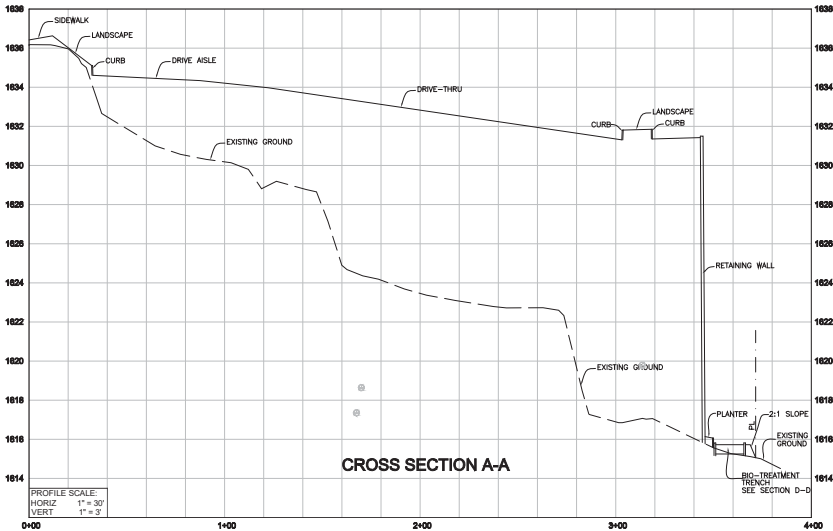 1638
1638
SIDEWALK
LANDSCAPE
1636
1636
CURB
DRIVE AISLE
1634
DRIVE-THRU
1634
LANDSCAPE
CURB
CURB
1632
1632
EXISTING GROUND
1630
1630
1628
1628
1626
1626
RETAINING WALL
1624
1624
1622
1622
1620
EXISTING GROUND
1620
1618
1618
PLANTER
2:1 SLOPE
PL
1616
EXISTING
GROUND
1616
CROSS SECTION A-A
BIO-TREATMENT
TRENCH
SEE SECTION D-D
1614
1614
PROFILE SCALE:
HORIZ 1" = 30'
VERT 1" = 3'
0+00
1+00
2+00
3+00
4+00